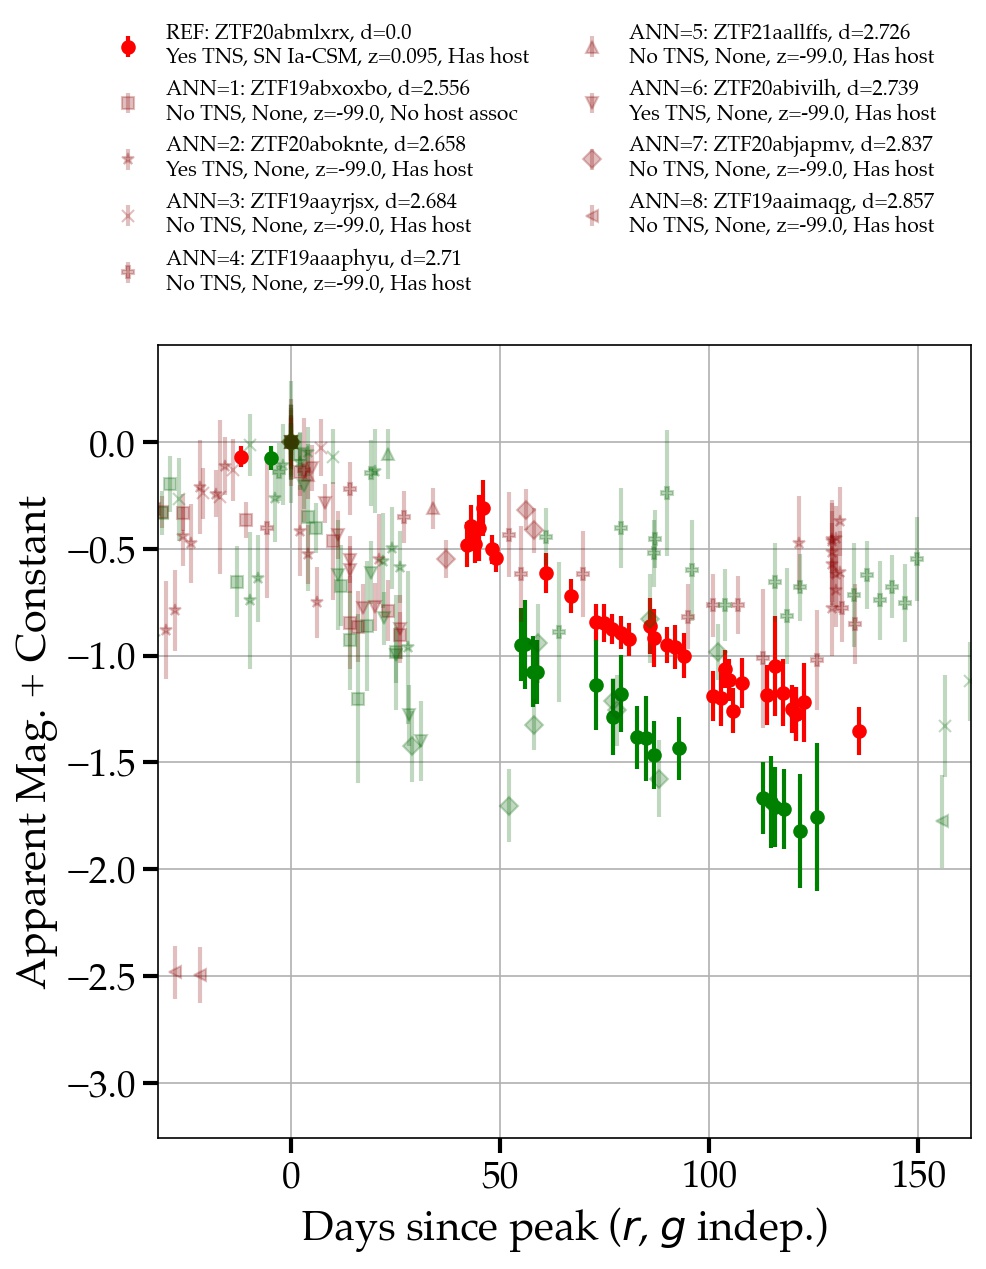 REF: ZTF20abmlxrx, d=0.0
Yes TNS, SN Ia-CSM, z=0.095, Has host
ANN=1: ZTF19abxoxbo, d=2.556
No TNS, None, z=-99.0, No host assoc
ANN=2: ZTF20aboknte, d=2.658
Yes TNS, None, z=-99.0, Has host
ANN=3: ZTF19aayrjsx, d=2.684
No TNS, None, z=-99.0, Has host
ANN=4: ZTF19aaaphyu, d=2.71
No TNS, None, z=-99.0, Has host
ANN=5: ZTF21aallffs, d=2.726
No TNS, None, z=-99.0, Has host
ANN=6: ZTF20abivilh, d=2.739
Yes TNS, None, z=-99.0, Has host
ANN=7: ZTF20abjapmv, d=2.837
No TNS, None, z=-99.0, Has host
ANN=8: ZTF19aaimaqg, d=2.857
No TNS, None, z=-99.0, Has host
Apparent Mag. + Constant
0.0
−0.5
−1.0
−1.5
−2.0
−2.5
−3.0
0
50
100
150
Days since peak (r, g indep.)